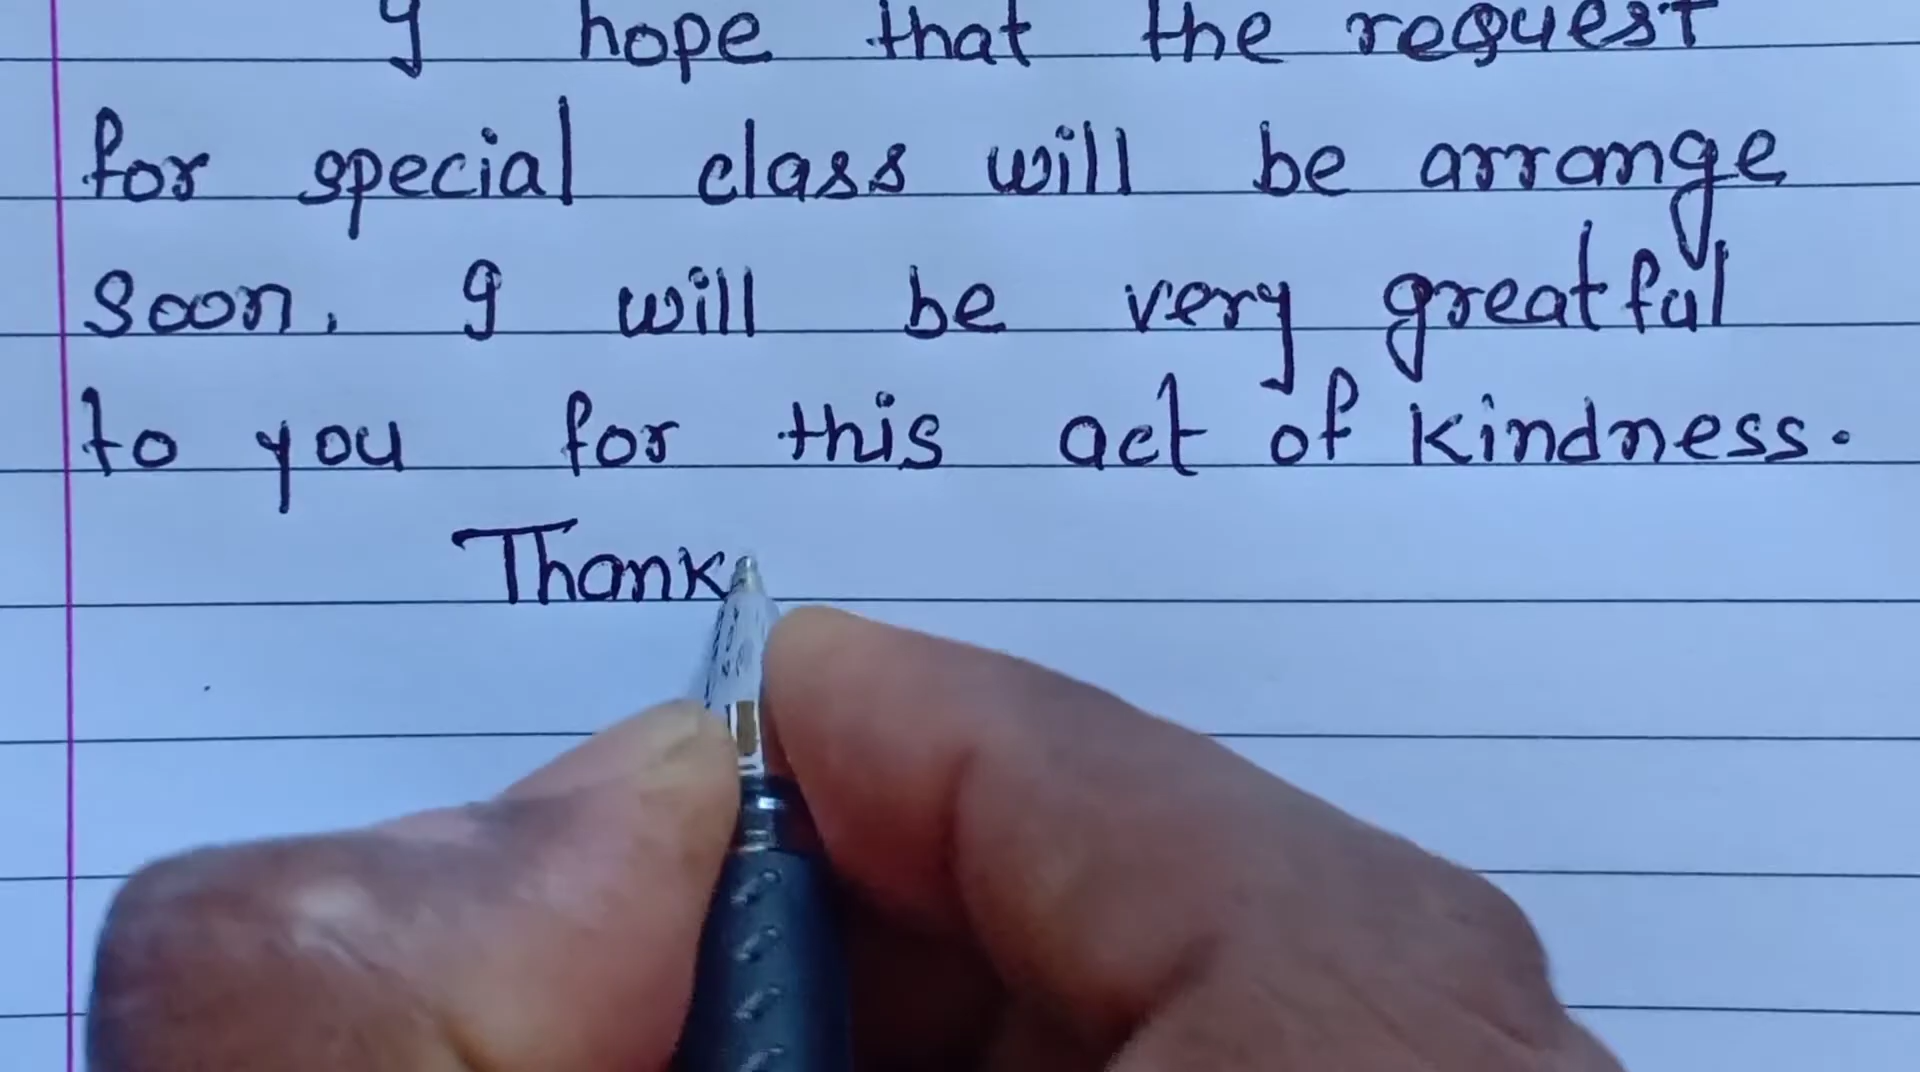 I hope that the request
for special class will be arrange
soon. I will be very greatful
to you for this act of kindness.
Thank